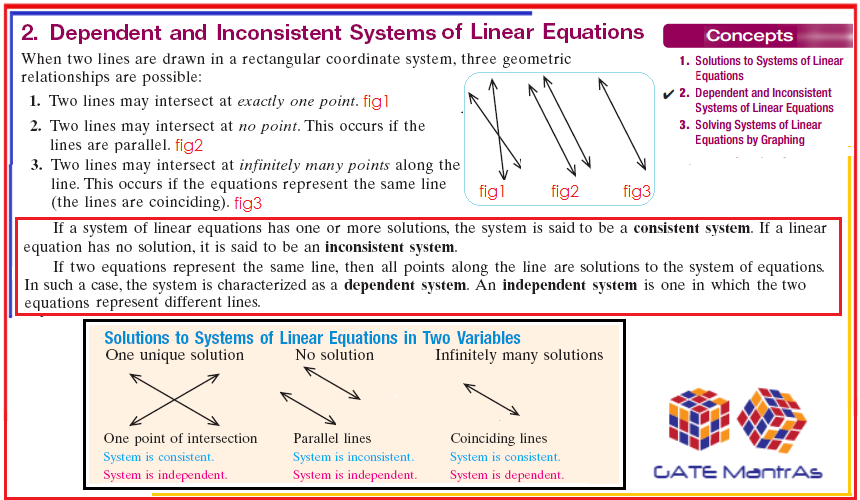 2. Dependent and Inconsistent Systems of Linear Equations
When two lines are drawn in a rectangular coordinate system, three geometric
relationships are possible:
1. Two lines may intersect at exactly one point. fig1
2. Two lines may intersect at no point. This occurs if the
lines are parallel. fig2
3. Two lines may intersect at infinitely many points along the
line. This occurs if the equations represent the same line
(the lines are coinciding). fig3
fig1 fig2 fig3
Concepts
1. Solutions to Systems of Linear
Equations
✔ 2. Dependent and Inconsistent
Systems of Linear Equations
3. Solving Systems of Linear
Equations by Graphing
If a system of linear equations has one or more solutions, the system is said to be a consistent system. If a linear
equation has no solution, it is said to be an inconsistent system.
If two equations represent the same line, then all points along the line are solutions to the system of equations.
In such a case, the system is characterized as a dependent system. An independent system is one in which the two
equations represent different lines.
Solutions to Systems of Linear Equations in Two Variables
One unique solution No solution Infinitely many solutions
One point of intersection Parallel lines Coinciding lines
System is consistent. System is inconsistent. System is consistent.
System is independent. System is independent. System is dependent.
GATE MantrAs